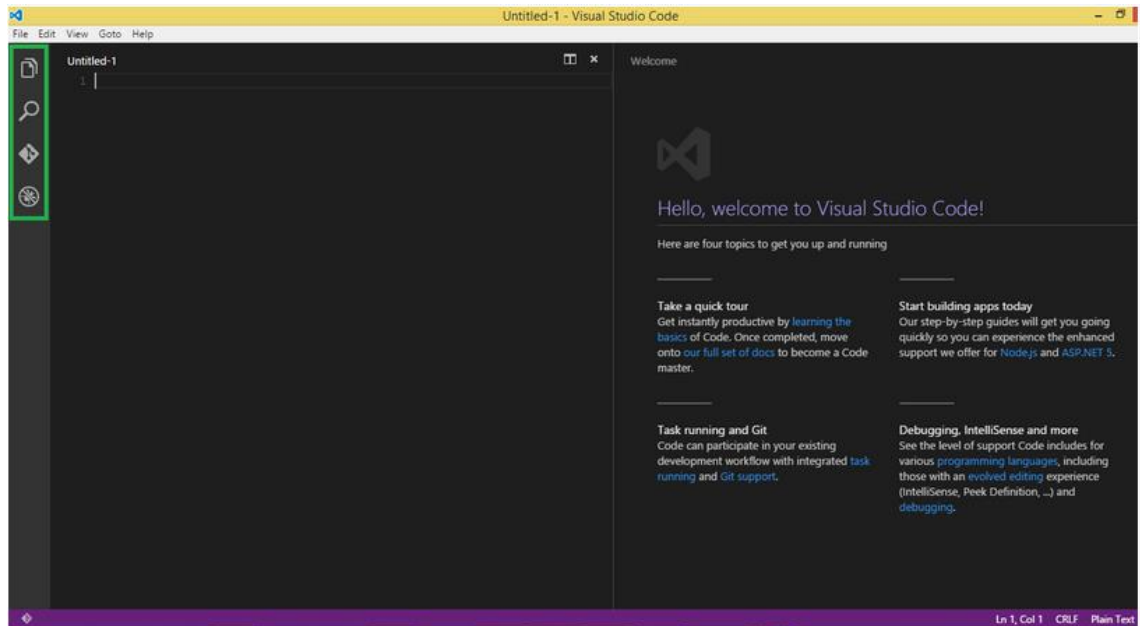 Untitled-1 - Visual Studio Code
File Edit View Goto Help
Untitled-1
1
Welcome
Hello, welcome to Visual Studio Code!
Here are four topics to get you up and running
Take a quick tour
Get instantly productive by learning the
basics of Code. Once completed, move
onto our full set of docs to become a Code
master.
Start building apps today
Our step-by-step guides will get you going
quickly so you can experience the enhanced
support we offer for Node.js and ASP.NET 5.
Task running and Git
Code can participate in your existing
development workflow with integrated task
running and Git support.
Debugging, IntelliSense and more
See the level of support Code includes for
various programming languages, including
those with an evolved editing experience
(IntelliSense, Peek Definition, ...) and
debugging.
Ln 1, Col 1 CRLF Plain Text